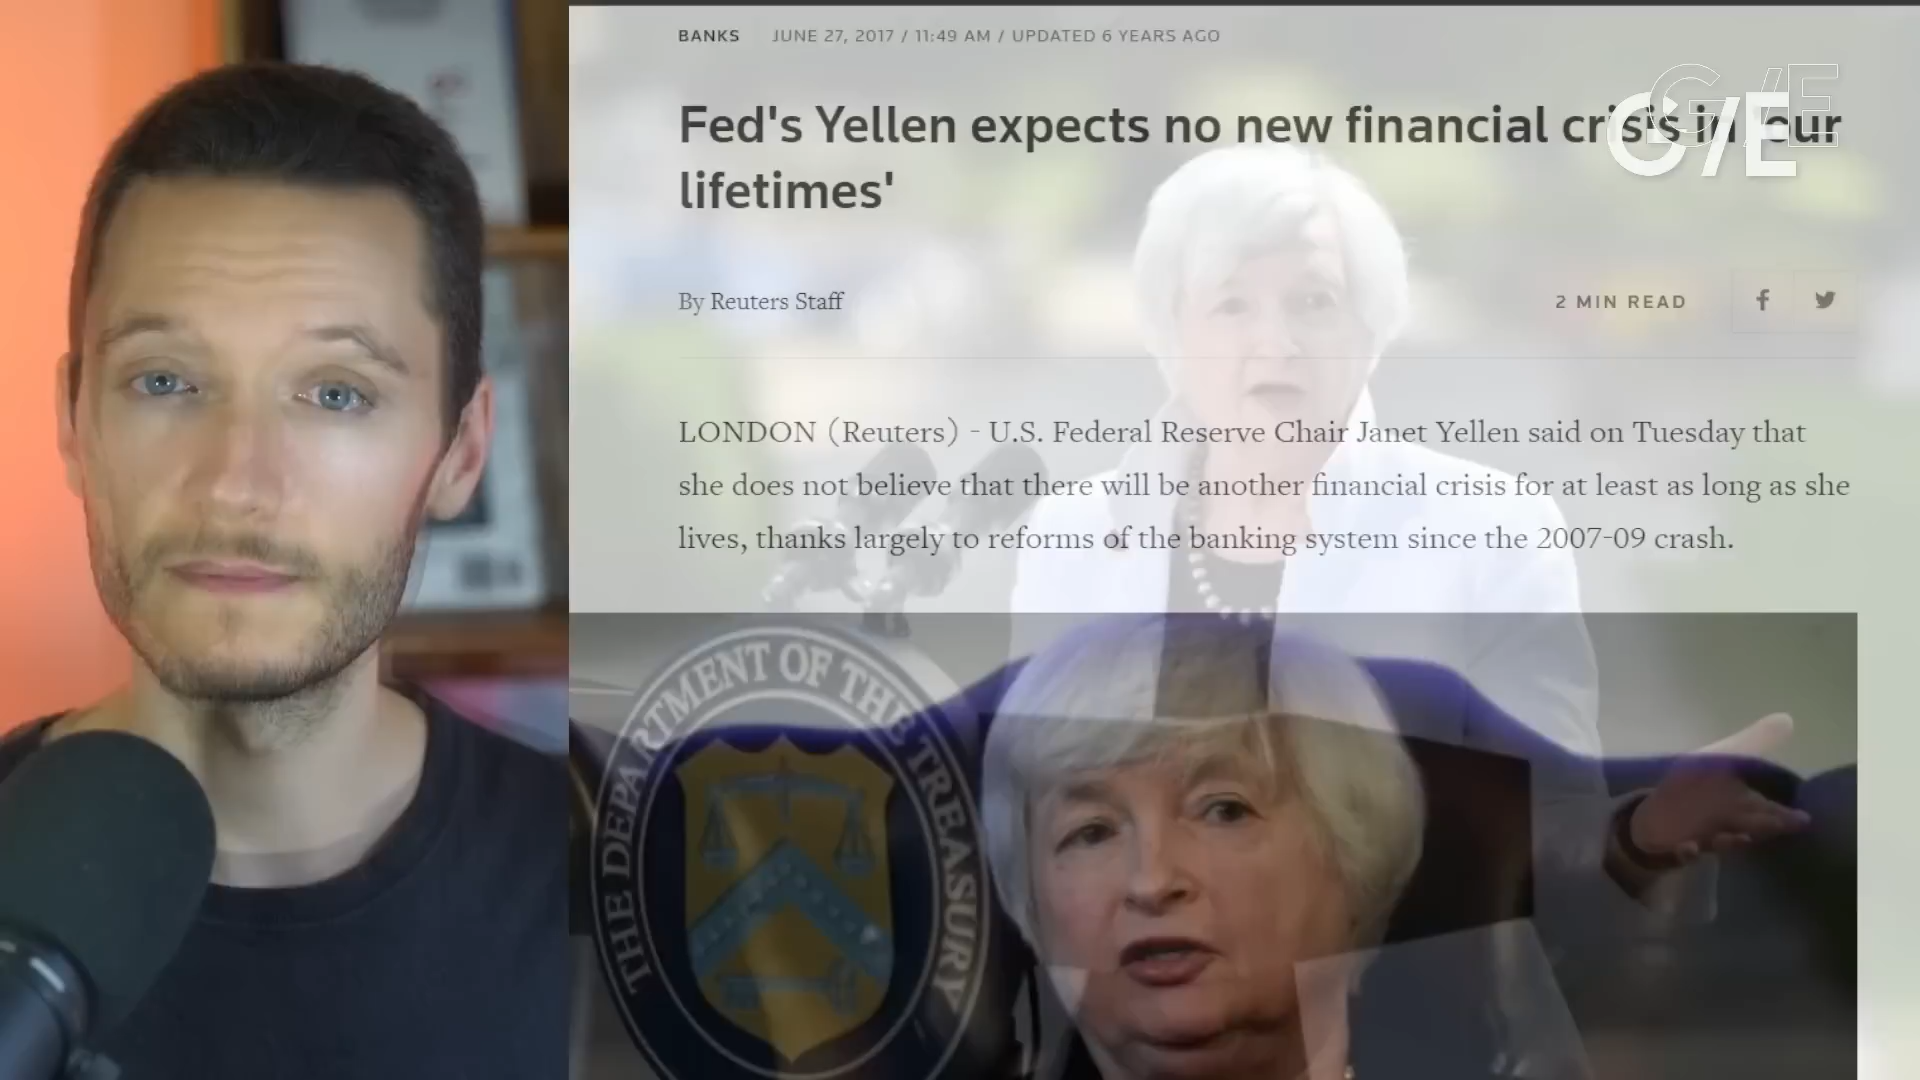 BANKS JUNE 27, 2017 / 11:49 AM / UPDATED 6 YEARS AGO
G/E
G/E
Fed's Yellen expects no new financial crisis in 'our
lifetimes'
By Reuters Staff
2 MIN READ
LONDON (Reuters) - U.S. Federal Reserve Chair Janet Yellen said on Tuesday that
she does not believe that there will be another financial crisis for at least as long as she
lives, thanks largely to reforms of the banking system since the 2007-09 crash.
THE DEPARTMENT OF THE TREASURY